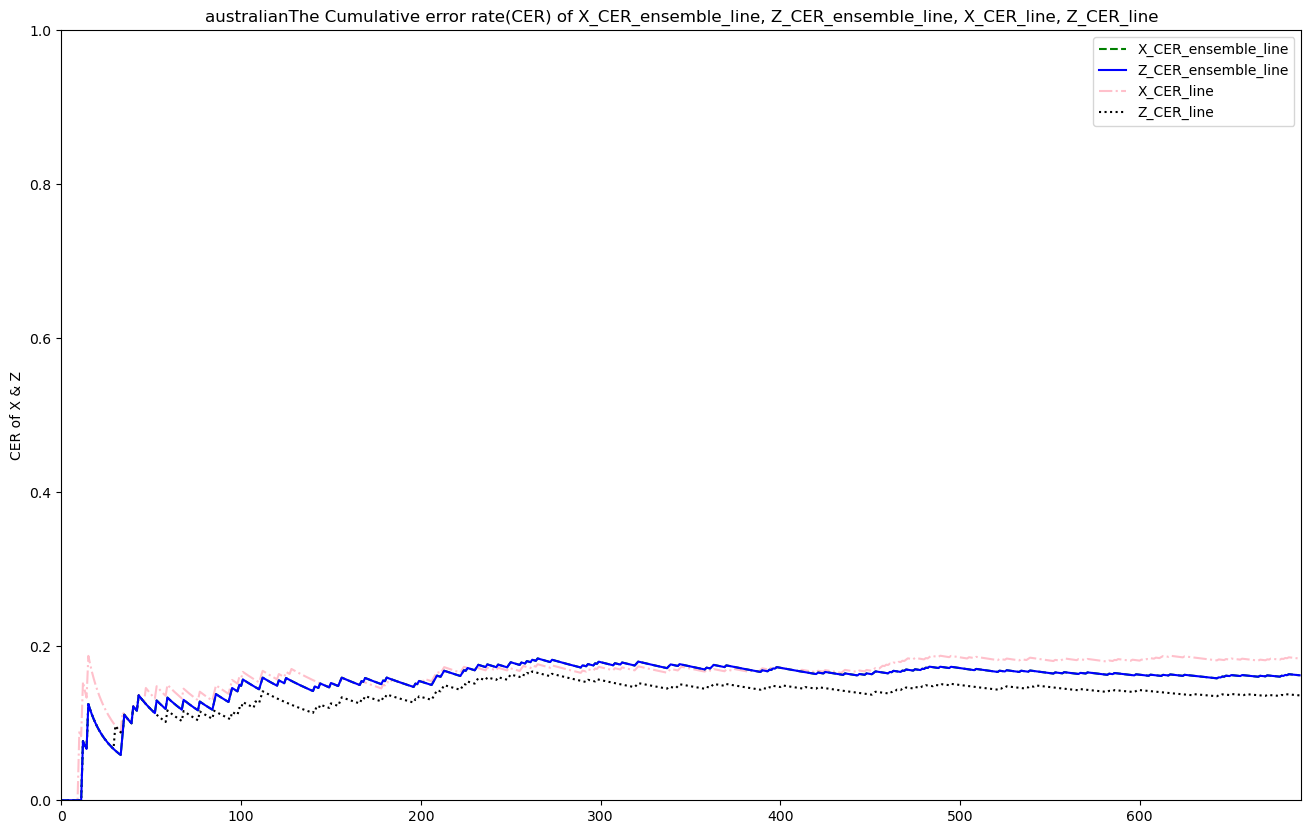 australianThe Cumulative error rate(CER) of X_CER_ensemble_line, Z_CER_ensemble_line, X_CER_line, Z_CER_line
1.0
0.8
0.6
0.4
0.2
0.0
CER of X & Z
X_CER_ensemble_line
Z_CER_ensemble_line
X_CER_line
Z_CER_line
0 100 200 300 400 500 600